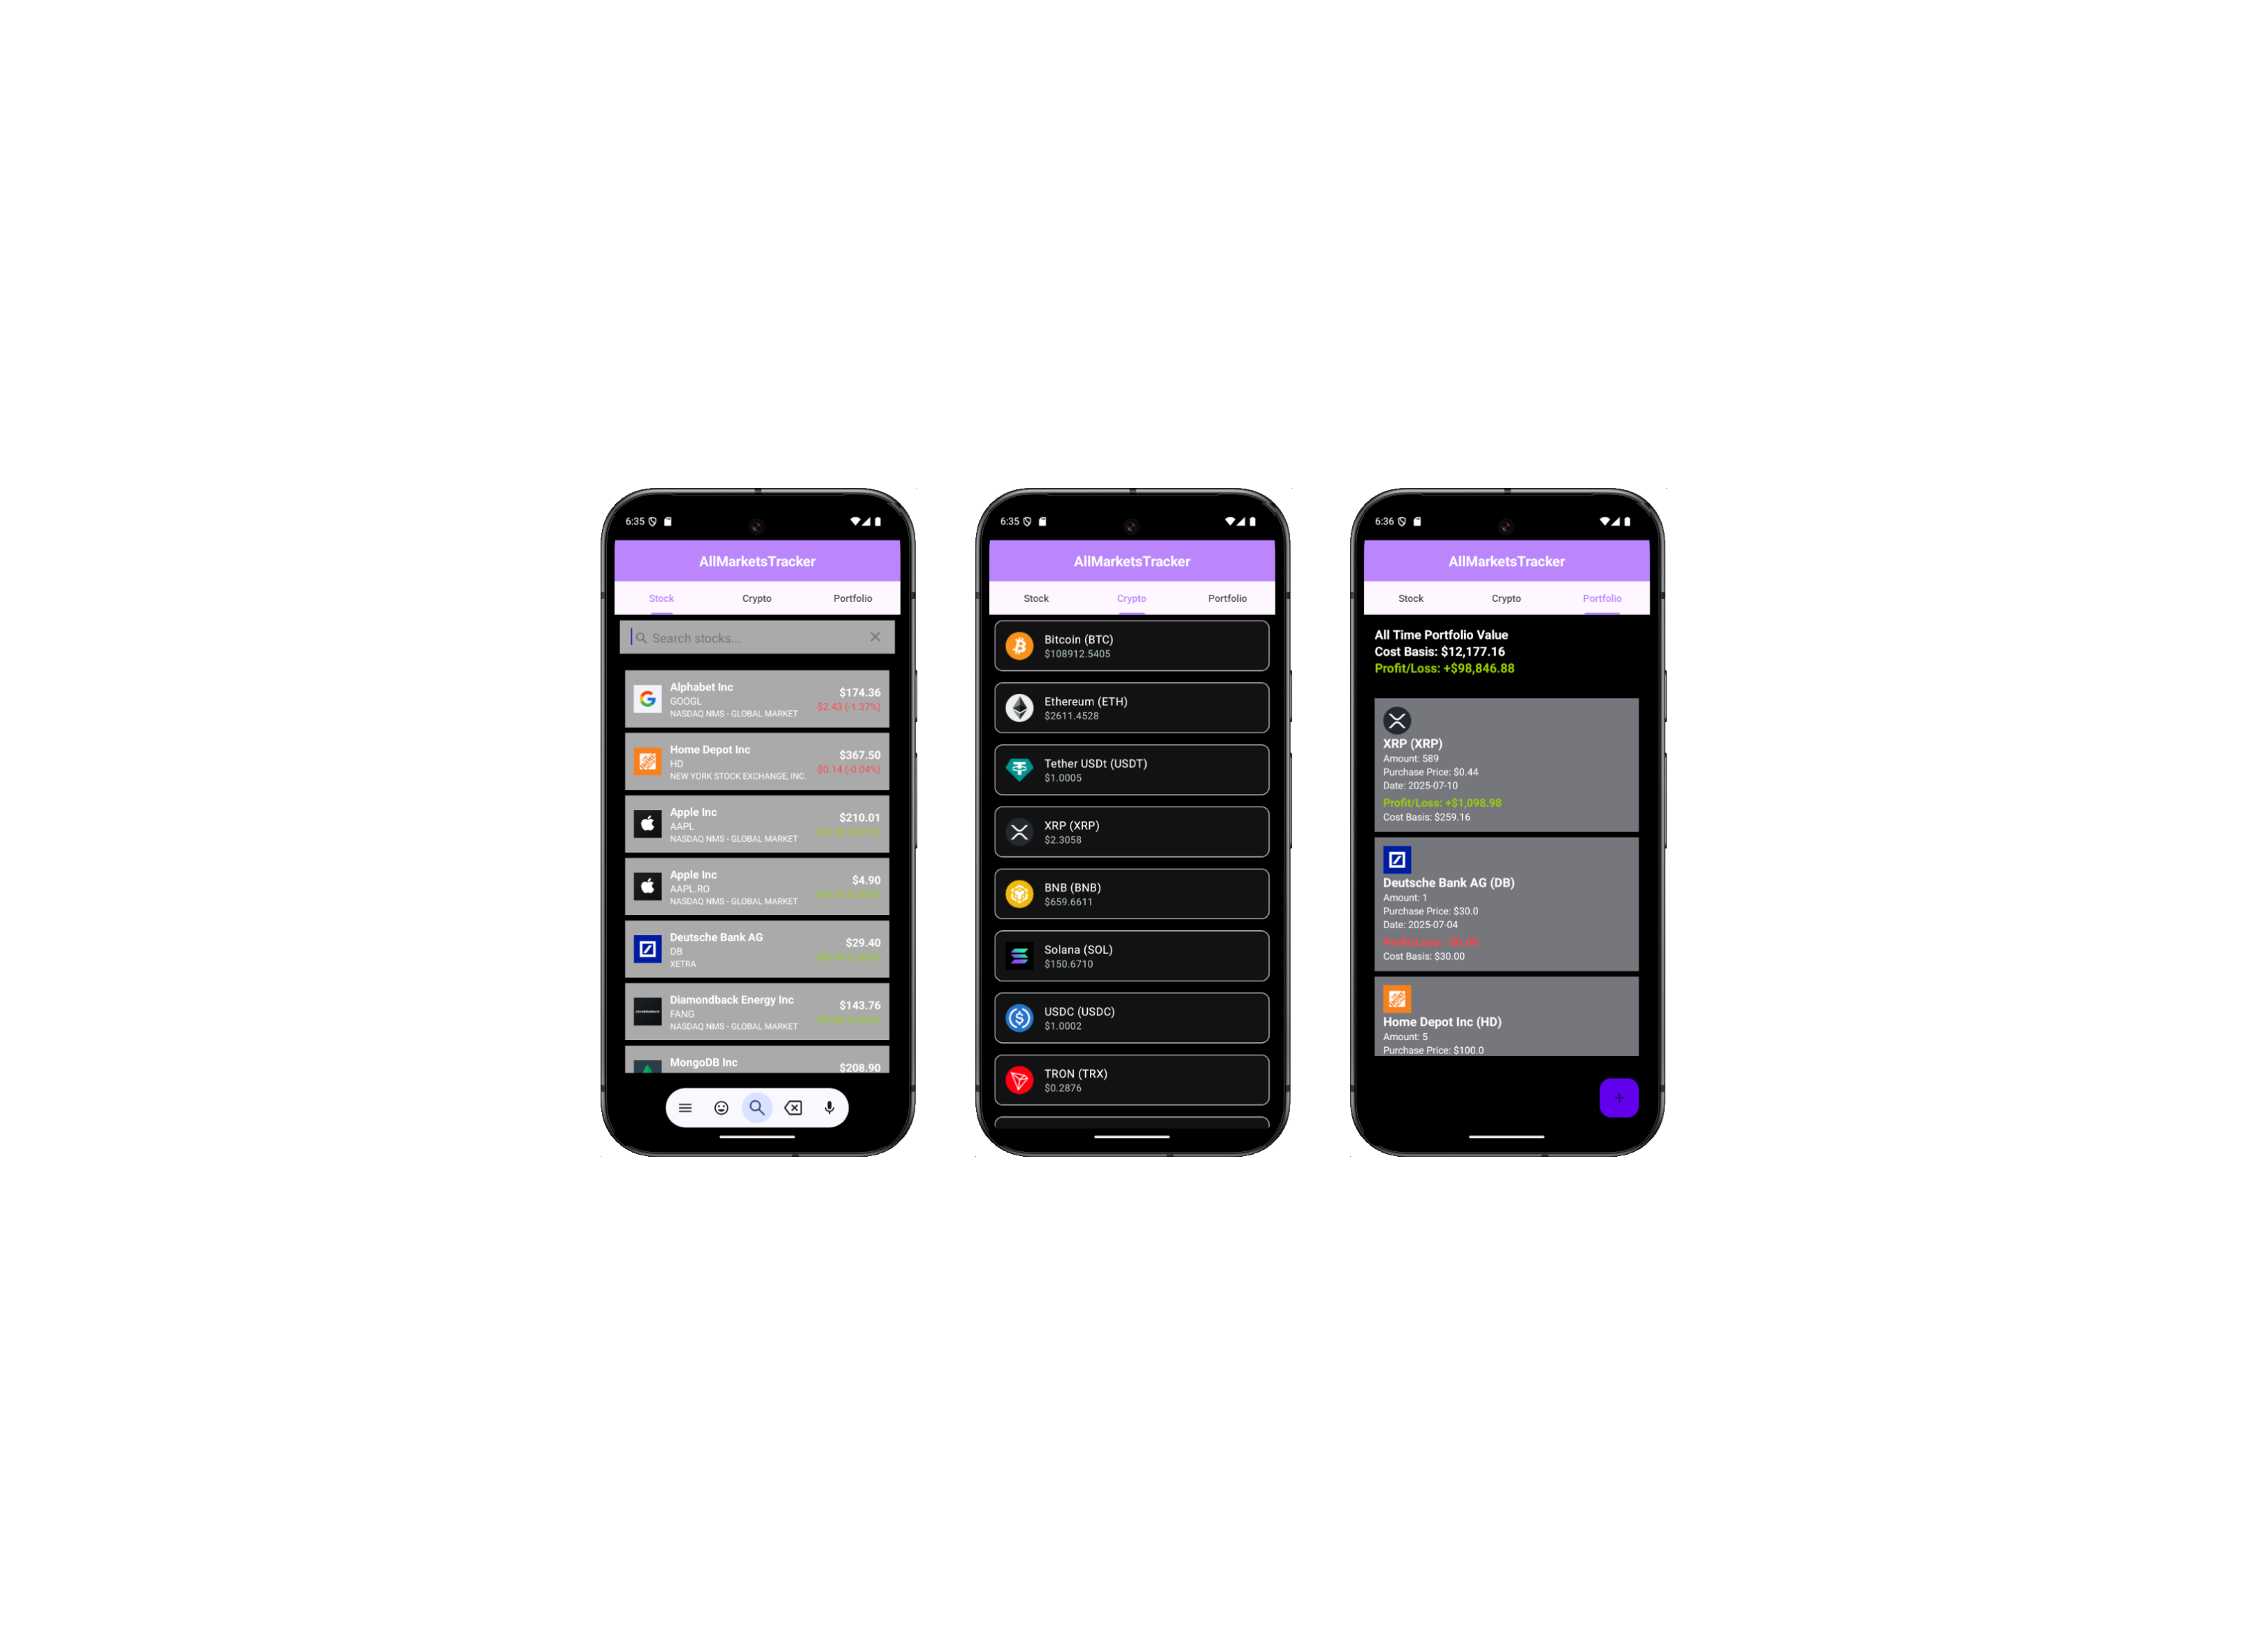 6:35
AllMarketsTracker
Stock Crypto Portfolio
Search stocks...
Alphabet Inc
GOOGL
NASDAQ NMS - GLOBAL MARKET
$174.36
-$2.43 (-1.37%)
Home Depot Inc
HD
NEW YORK STOCK EXCHANGE, INC.
$367.50
-$0.14 (-0.04%)
Apple Inc
AAPL
NASDAQ NMS - GLOBAL MARKET
$210.01
Apple Inc
AAPL.RO
NASDAQ NMS - GLOBAL MARKET
$4.90
Deutsche Bank AG
DB
XETRA
$29.40
Diamondback Energy Inc
FANG
NASDAQ NMS - GLOBAL MARKET
$143.76
MongoDB Inc
$208.90
6:35
AllMarketsTracker
Stock Crypto Portfolio
Bitcoin (BTC)
$108912.5405
Ethereum (ETH)
$2611.4528
Tether USDt (USDT)
$1.0005
XRP (XRP)
$2.3058
BNB (BNB)
$659.6611
Solana (SOL)
$150.6710
USDC (USDC)
$1.0002
TRON (TRX)
$0.2876
6:36
AllMarketsTracker
Stock Crypto Portfolio
All Time Portfolio Value
Cost Basis: $12,177.16
Profit/Loss: +$98,846.88
XRP (XRP)
Amount: 589
Purchase Price: $0.44
Date: 2025-07-10
Profit/Loss: +$1,098.98
Cost Basis: $259.16
Deutsche Bank AG (DB)
Amount: 1
Purchase Price: $30.0
Date: 2025-07-04
Profit/Loss:
Cost Basis: $30.00
Home Depot Inc (HD)
Amount: 5
Purchase Price: $100.0